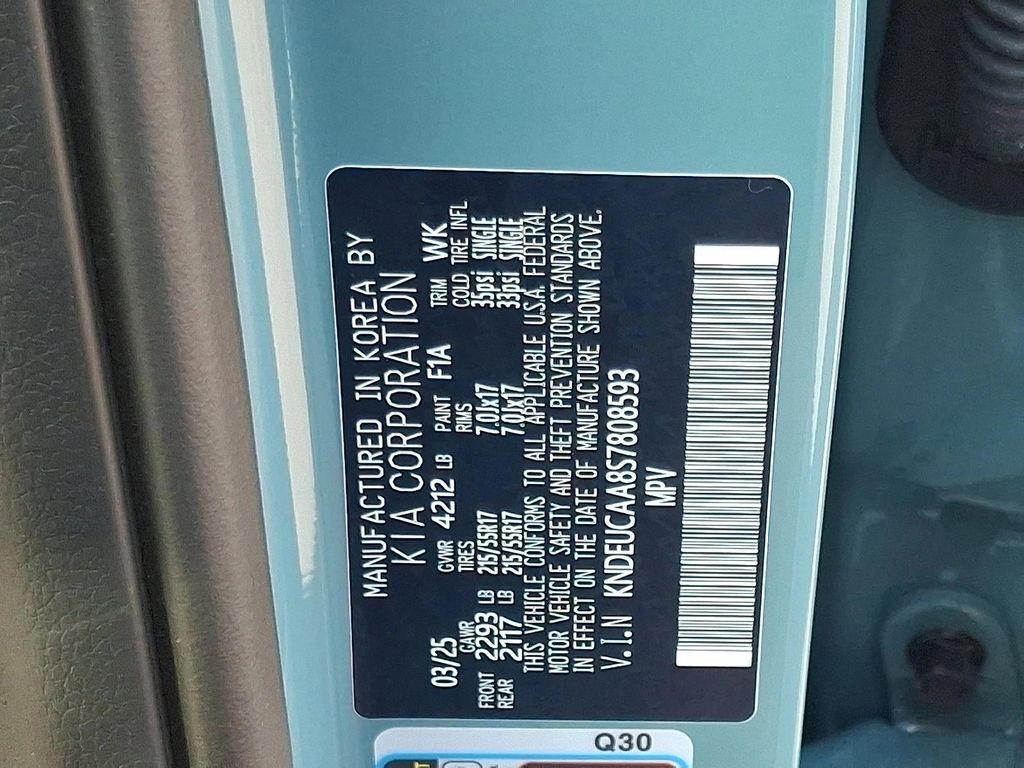 MANUFACTURED IN KOREA BY
KIA CORPORATION
03/25 GVWR 4212 LB PAINT F1A TRIM WK
GAWR TIRES RIMS COLD TIRE INFL
FRONT 2293 LB 215/55R17 7.0Jx17 35psi SINGLE
REAR 2117 LB 215/55R17 7.0Jx17 33psi SINGLE
THIS VEHICLE CONFORMS TO ALL APPLICABLE U.S.A. FEDERAL
MOTOR VEHICLE SAFETY AND THEFT PREVENTION STANDARDS
IN EFFECT ON THE DATE OF MANUFACTURE SHOWN ABOVE.
V.I.N KNDEUCAA8S7808593
MPV
Q30